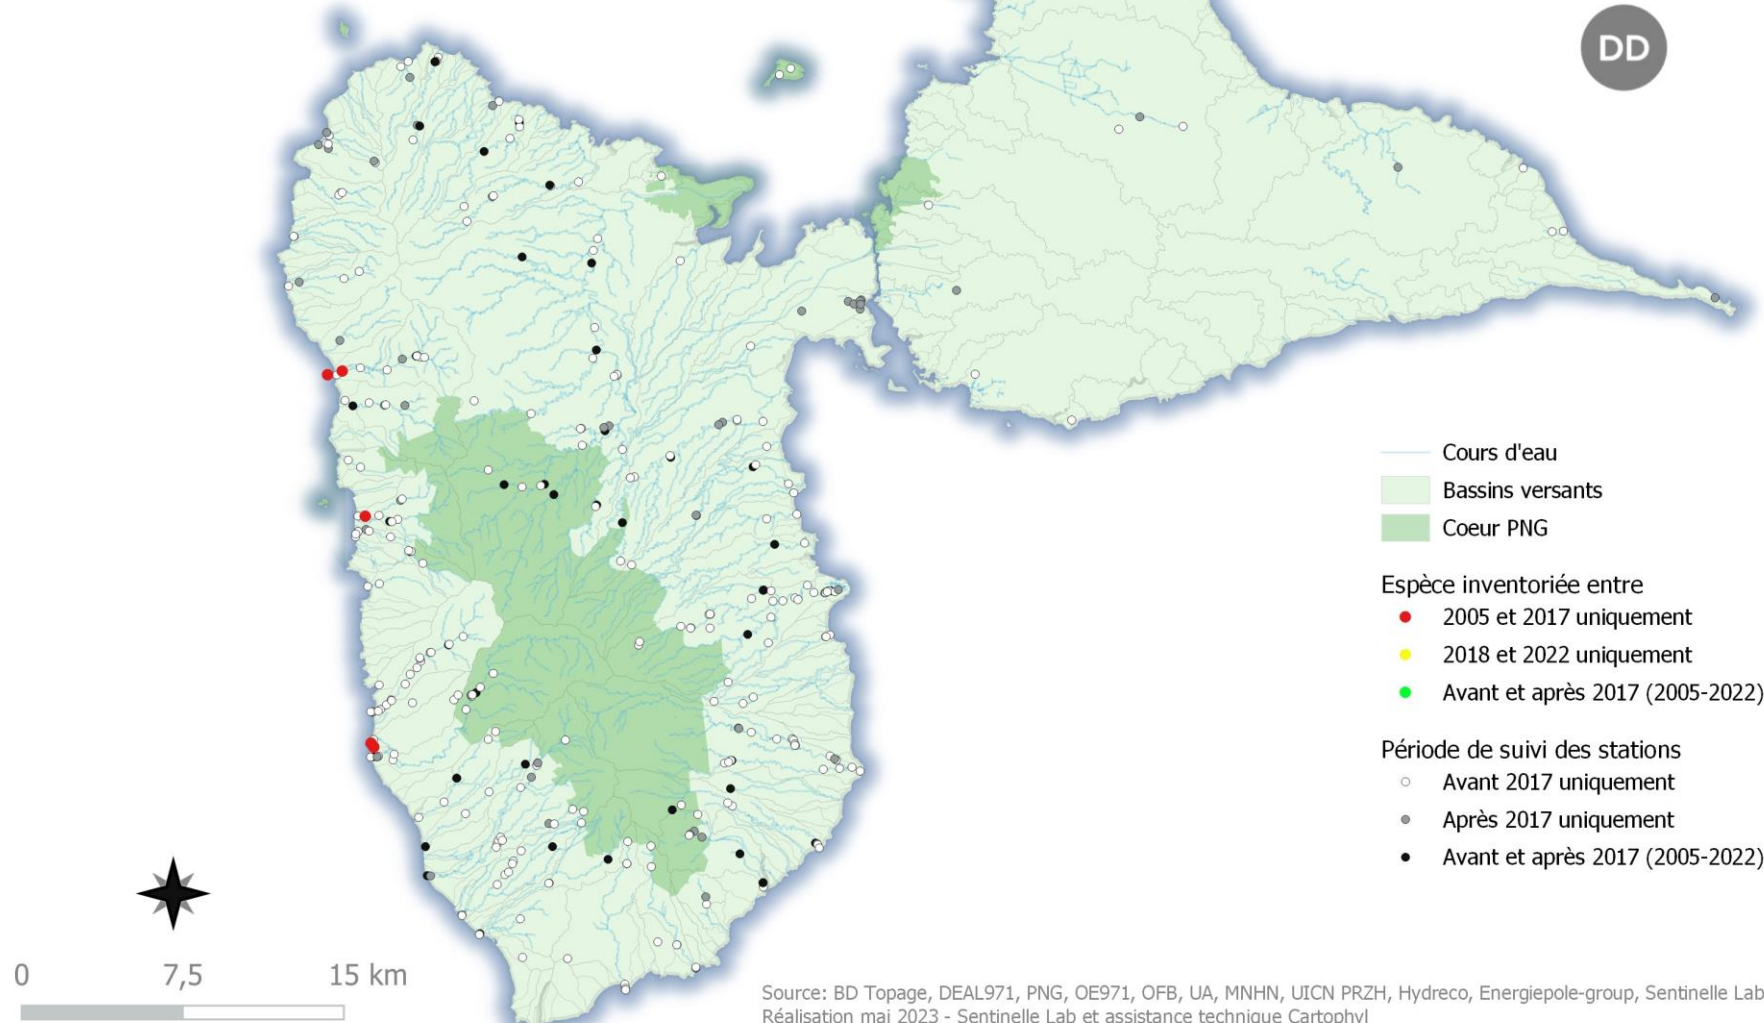 DD
Cours d'eau
Bassins versants
Coeur PNG
Espèce inventoriée entre
2005 et 2017 uniquement
2018 et 2022 uniquement
Avant et après 2017 (2005-2022)
Période de suivi des stations
Avant 2017 uniquement
Après 2017 uniquement
Avant et après 2017 (2005-2022)
0 7,5 15 km
Source: BD Topage, DEAL971, PNG, OE971, OFB, UA, MNHN, UICN PRZH, Hydreco, Energiepole-group, Sentinelle Lab
Réalisation mai 2023 - Sentinelle Lab et assistance technique Cartophyl